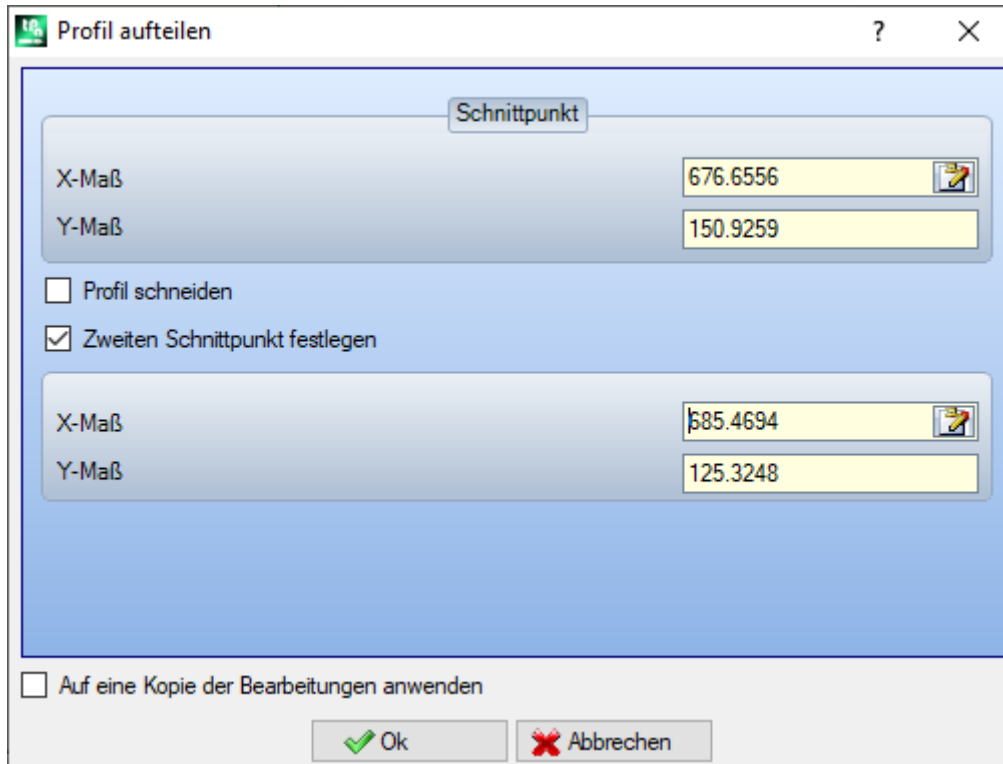 Profil aufteilen
?
Schnittpunkt
X-Maß 676.6556
Y-Maß 150.9259
Profil schneiden
Zweiten Schnittpunkt festlegen
X-Maß 685.4694
Y-Maß 125.3248
Auf eine Kopie der Bearbeitungen anwenden
Ok Abbrechen